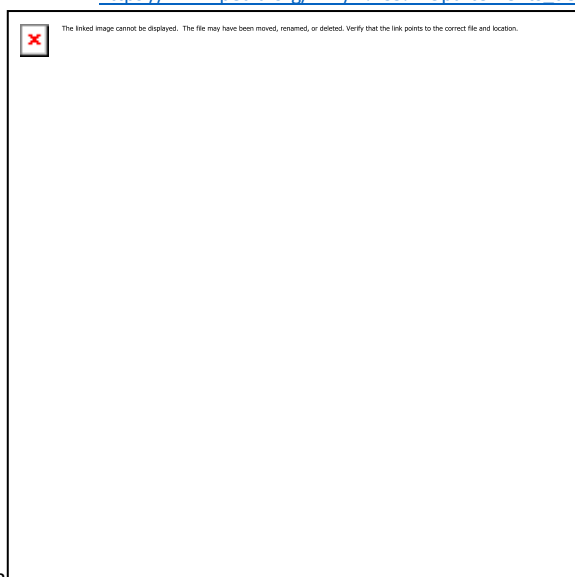 The linked image cannot be displayed. The file may have been moved, renamed, or deleted. Verify that the link points to the correct file and location.